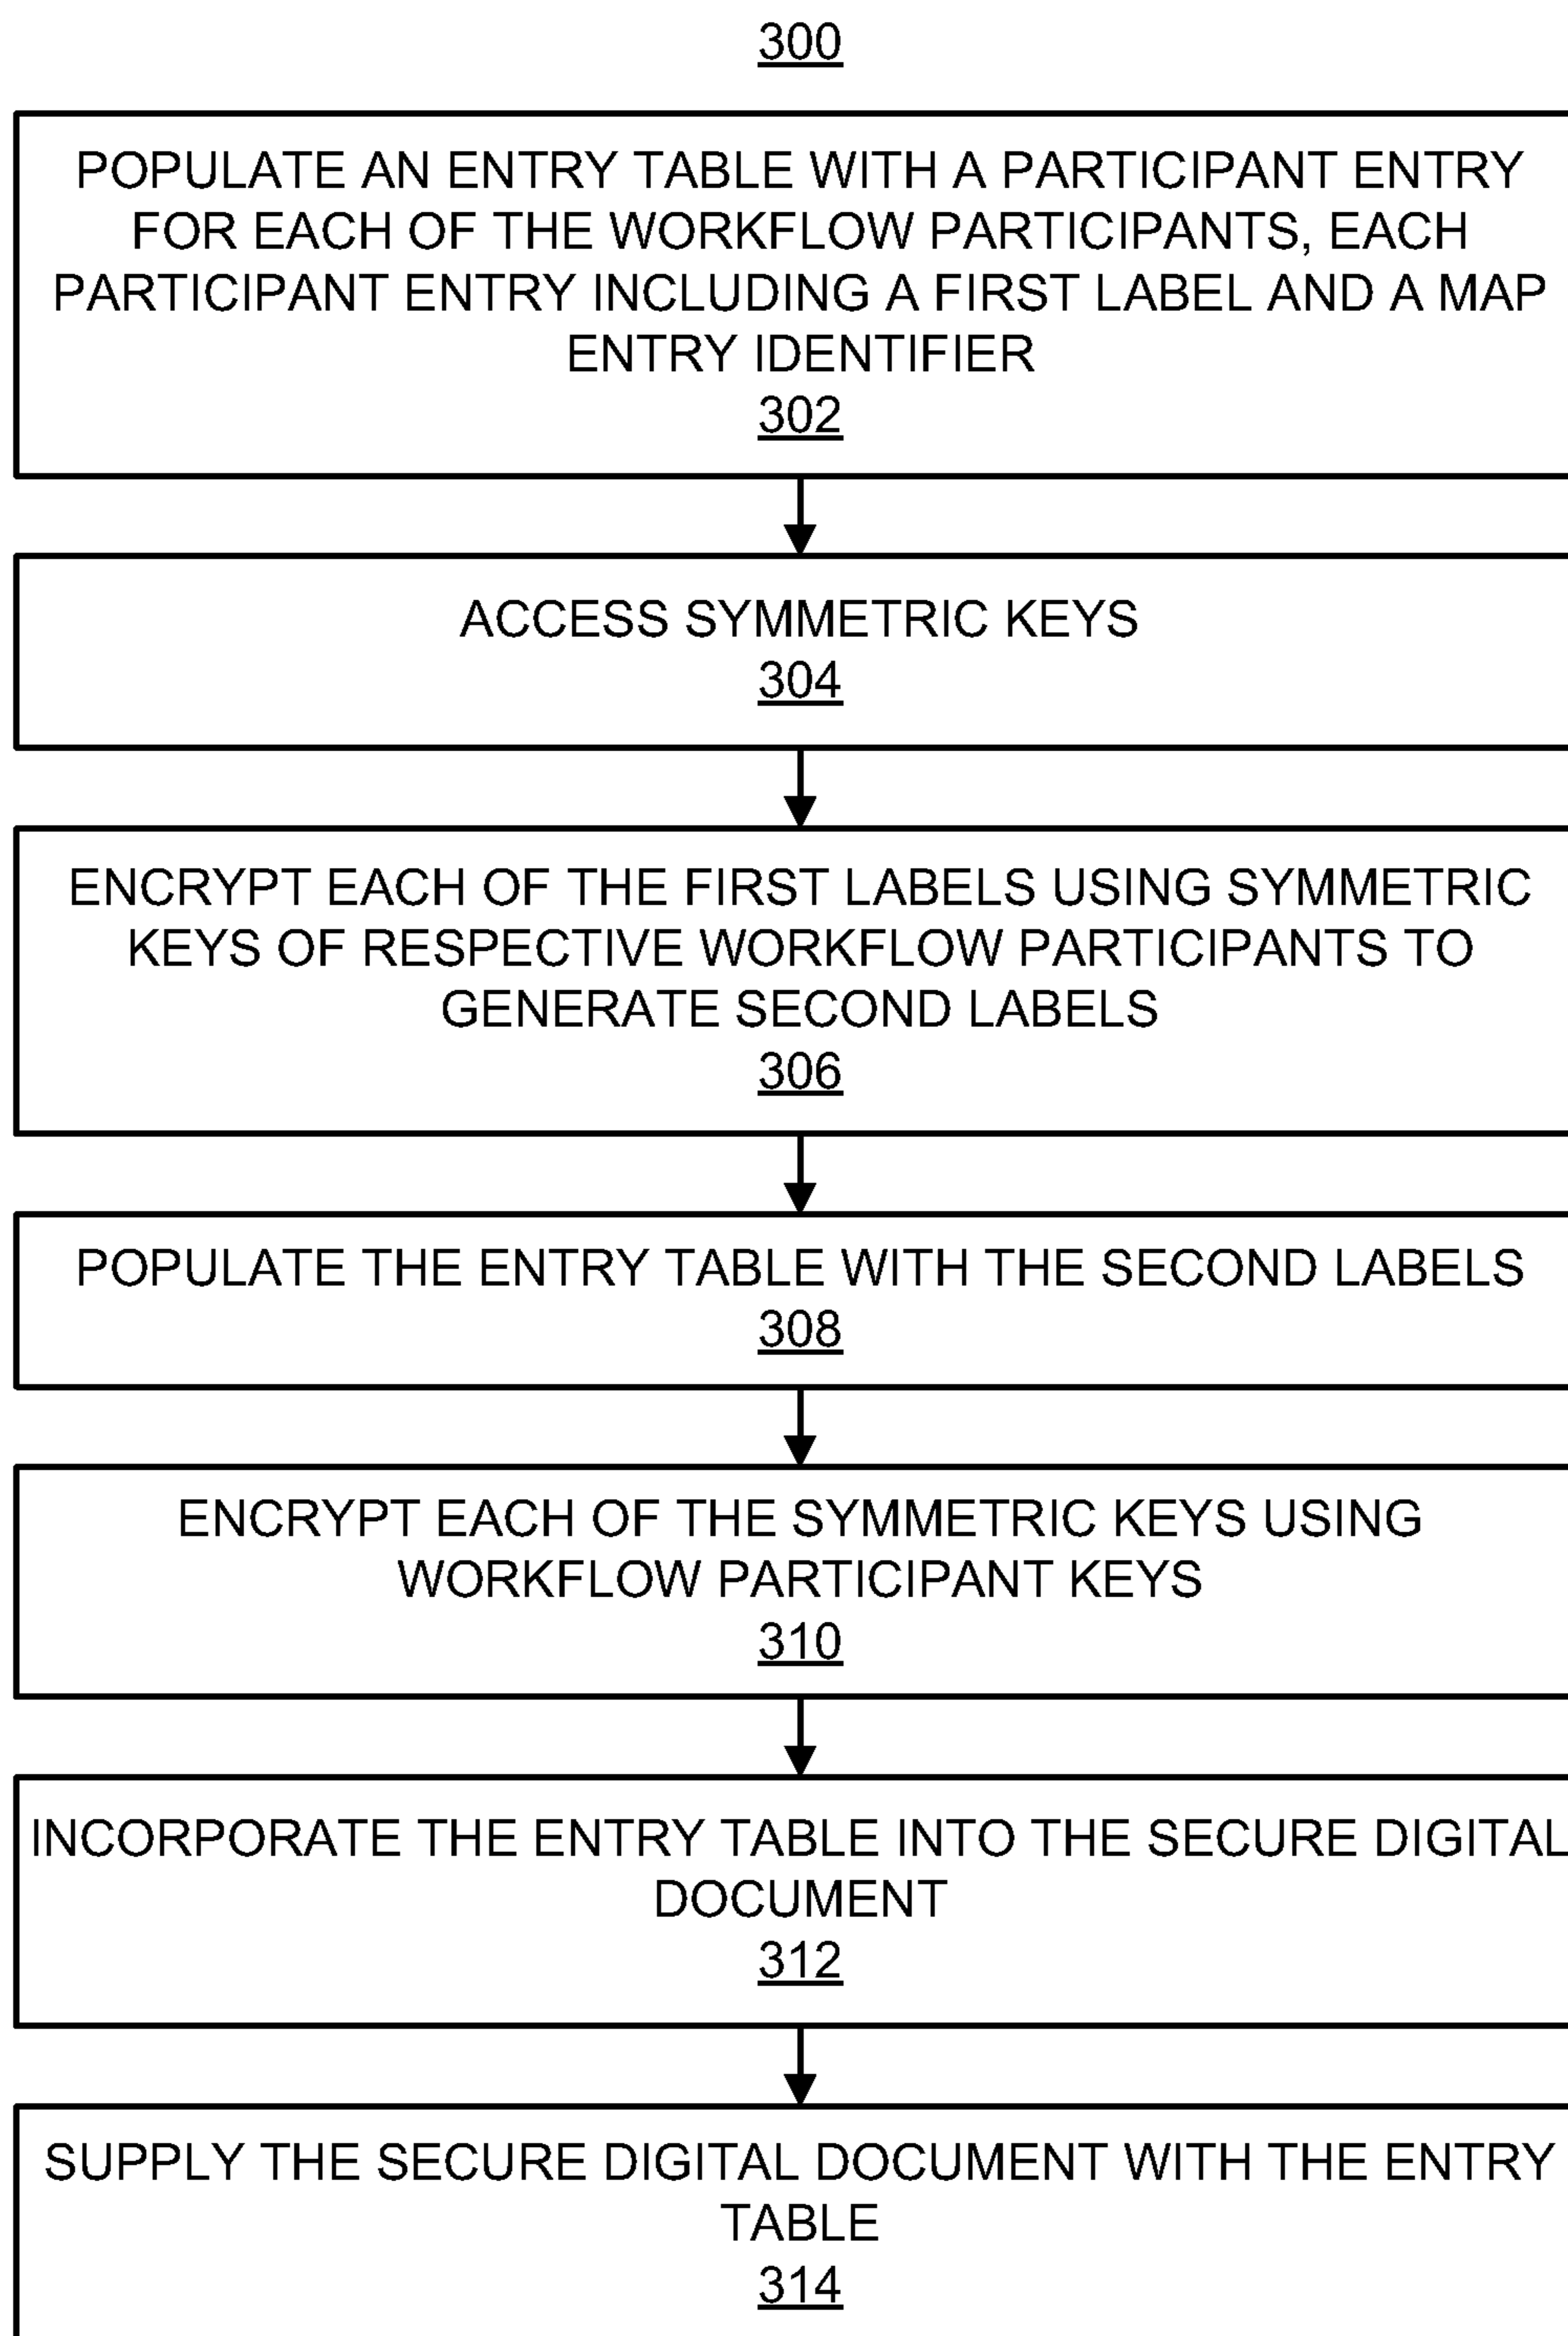 300
POPULATE AN ENTRY TABLE WITH A PARTICIPANT ENTRY
FOR EACH OF THE WORKFLOW PARTICIPANTS, EACH
PARTICIPANT ENTRY INCLUDING A FIRST LABEL AND A MAP
ENTRY IDENTIFIER
302
ACCESS SYMMETRIC KEYS
304
ENCRYPT EACH OF THE FIRST LABELS USING SYMMETRIC
KEYS OF RESPECTIVE WORKFLOW PARTICIPANTS TO
GENERATE SECOND LABELS
306
POPULATE THE ENTRY TABLE WITH THE SECOND LABELS
308
ENCRYPT EACH OF THE SYMMETRIC KEYS USING
WORKFLOW PARTICIPANT KEYS
310
INCORPORATE THE ENTRY TABLE INTO THE SECURE DIGITAL
DOCUMENT
312
SUPPLY THE SECURE DIGITAL DOCUMENT WITH THE ENTRY
TABLE
314